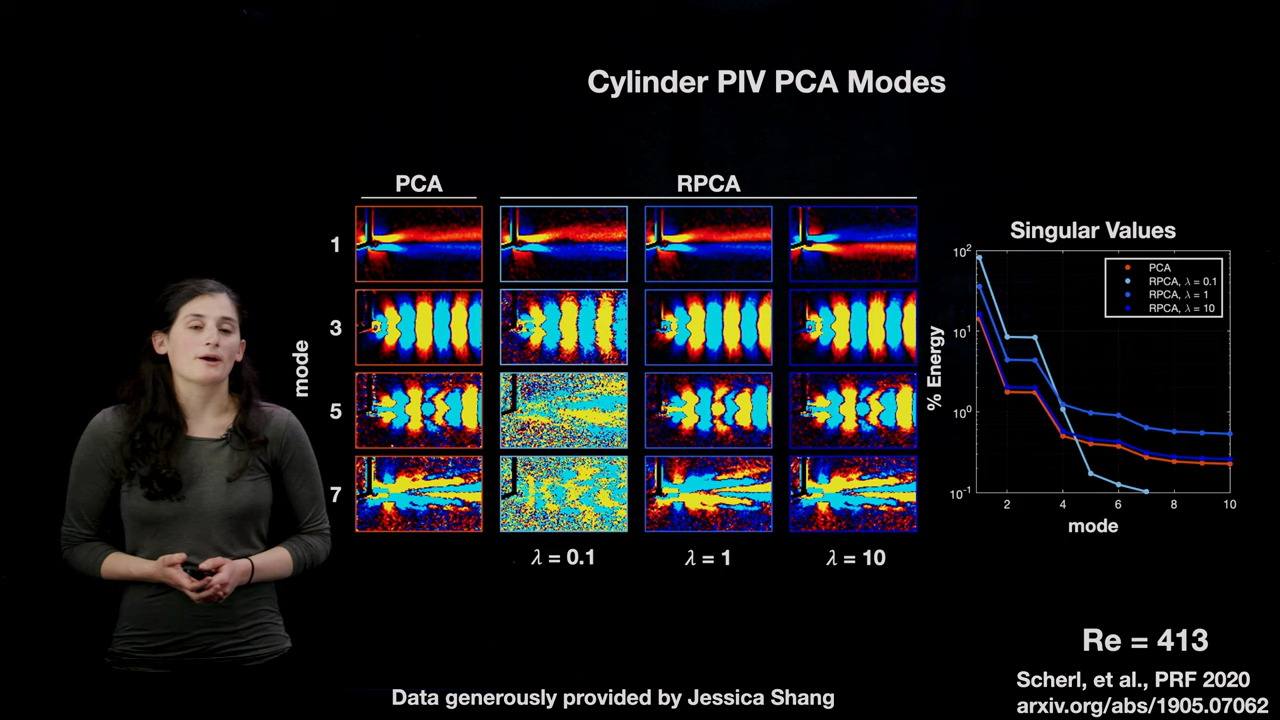 Cylinder PIV PCA Modes
PCA
RPCA
mode
1
3
5
7
λ = 0.1
λ = 1
λ = 10
Singular Values
% Energy
10²
10¹
10⁰
10⁻¹
PCA
RPCA, λ = 0.1
RPCA, λ = 1
RPCA, λ = 10
2 4 6 8 10
mode
Re = 413
Scherl, et al., PRF 2020
arxiv.org/abs/1905.07062
Data generously provided by Jessica Shang